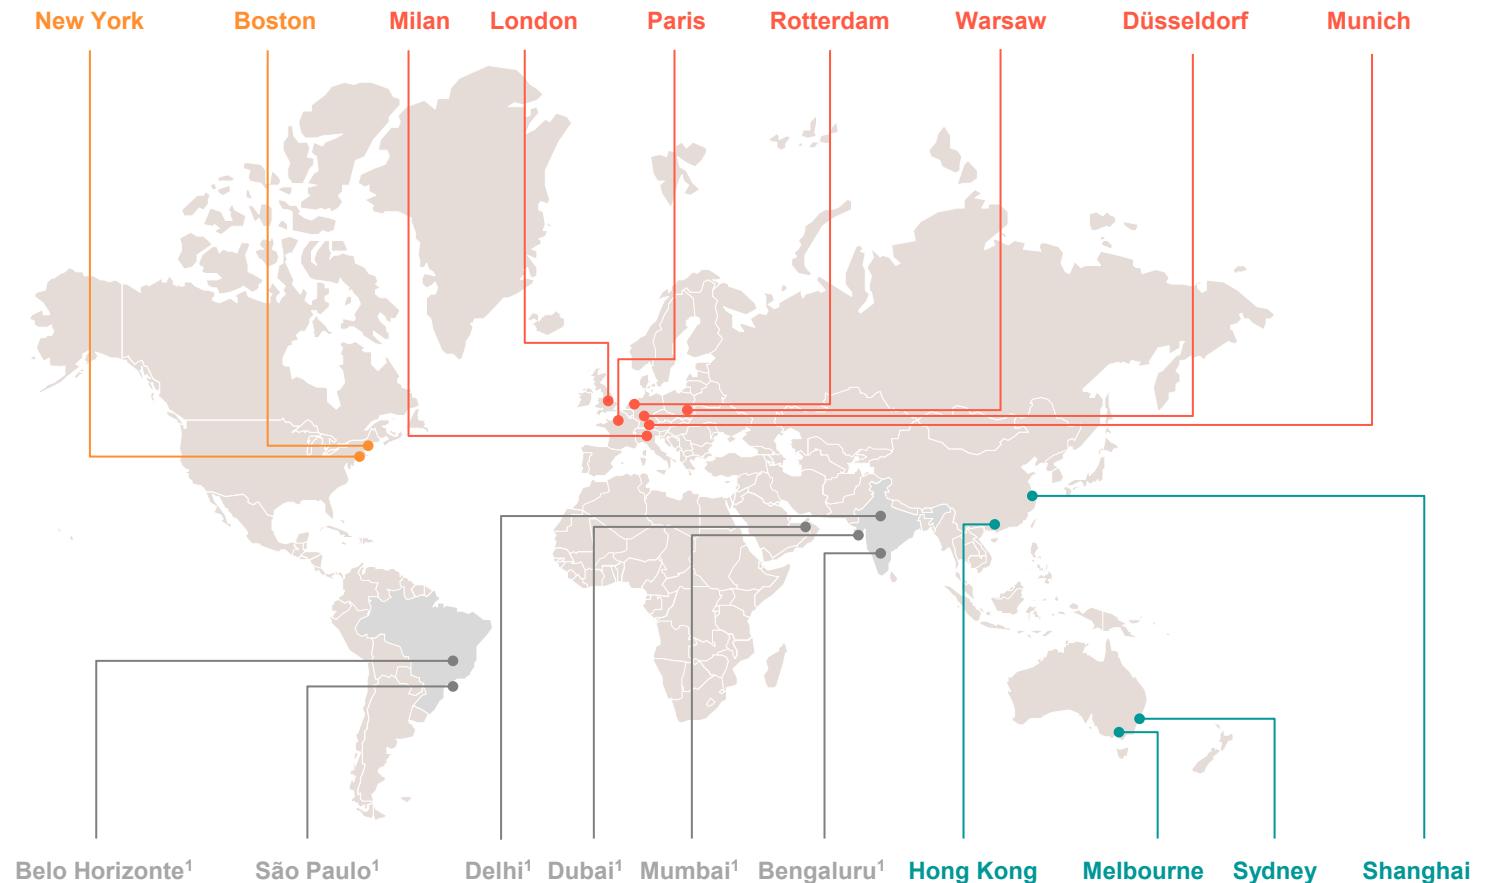 New York Boston Milan London Paris Rotterdam Warsaw Düsseldorf Munich
Belo Horizonte¹ São Paulo¹ Delhi¹ Dubai¹ Mumbai¹ Bengaluru¹ Hong Kong Melbourne Sydney Shanghai